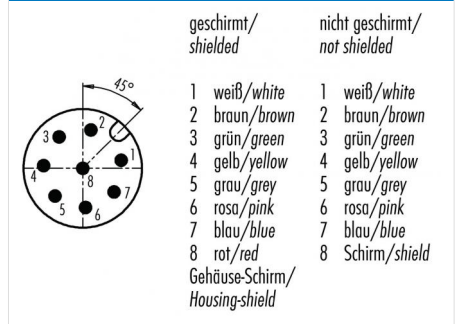 geschirmt/
shielded
nicht geschirmt/
not shielded
45°
1 weiß/white
2 braun/brown
3 grün/green
4 gelb/yellow
5 grau/grey
6 rosa/pink
7 blau/blue
8 rot/red
Gehäuse-Schirm/
Housing-shield
1 weiß/white
2 braun/brown
3 grün/green
4 gelb/yellow
5 grau/grey
6 rosa/pink
7 blau/blue
8 Schirm/shield
2
3
1
4
8
7
5
6